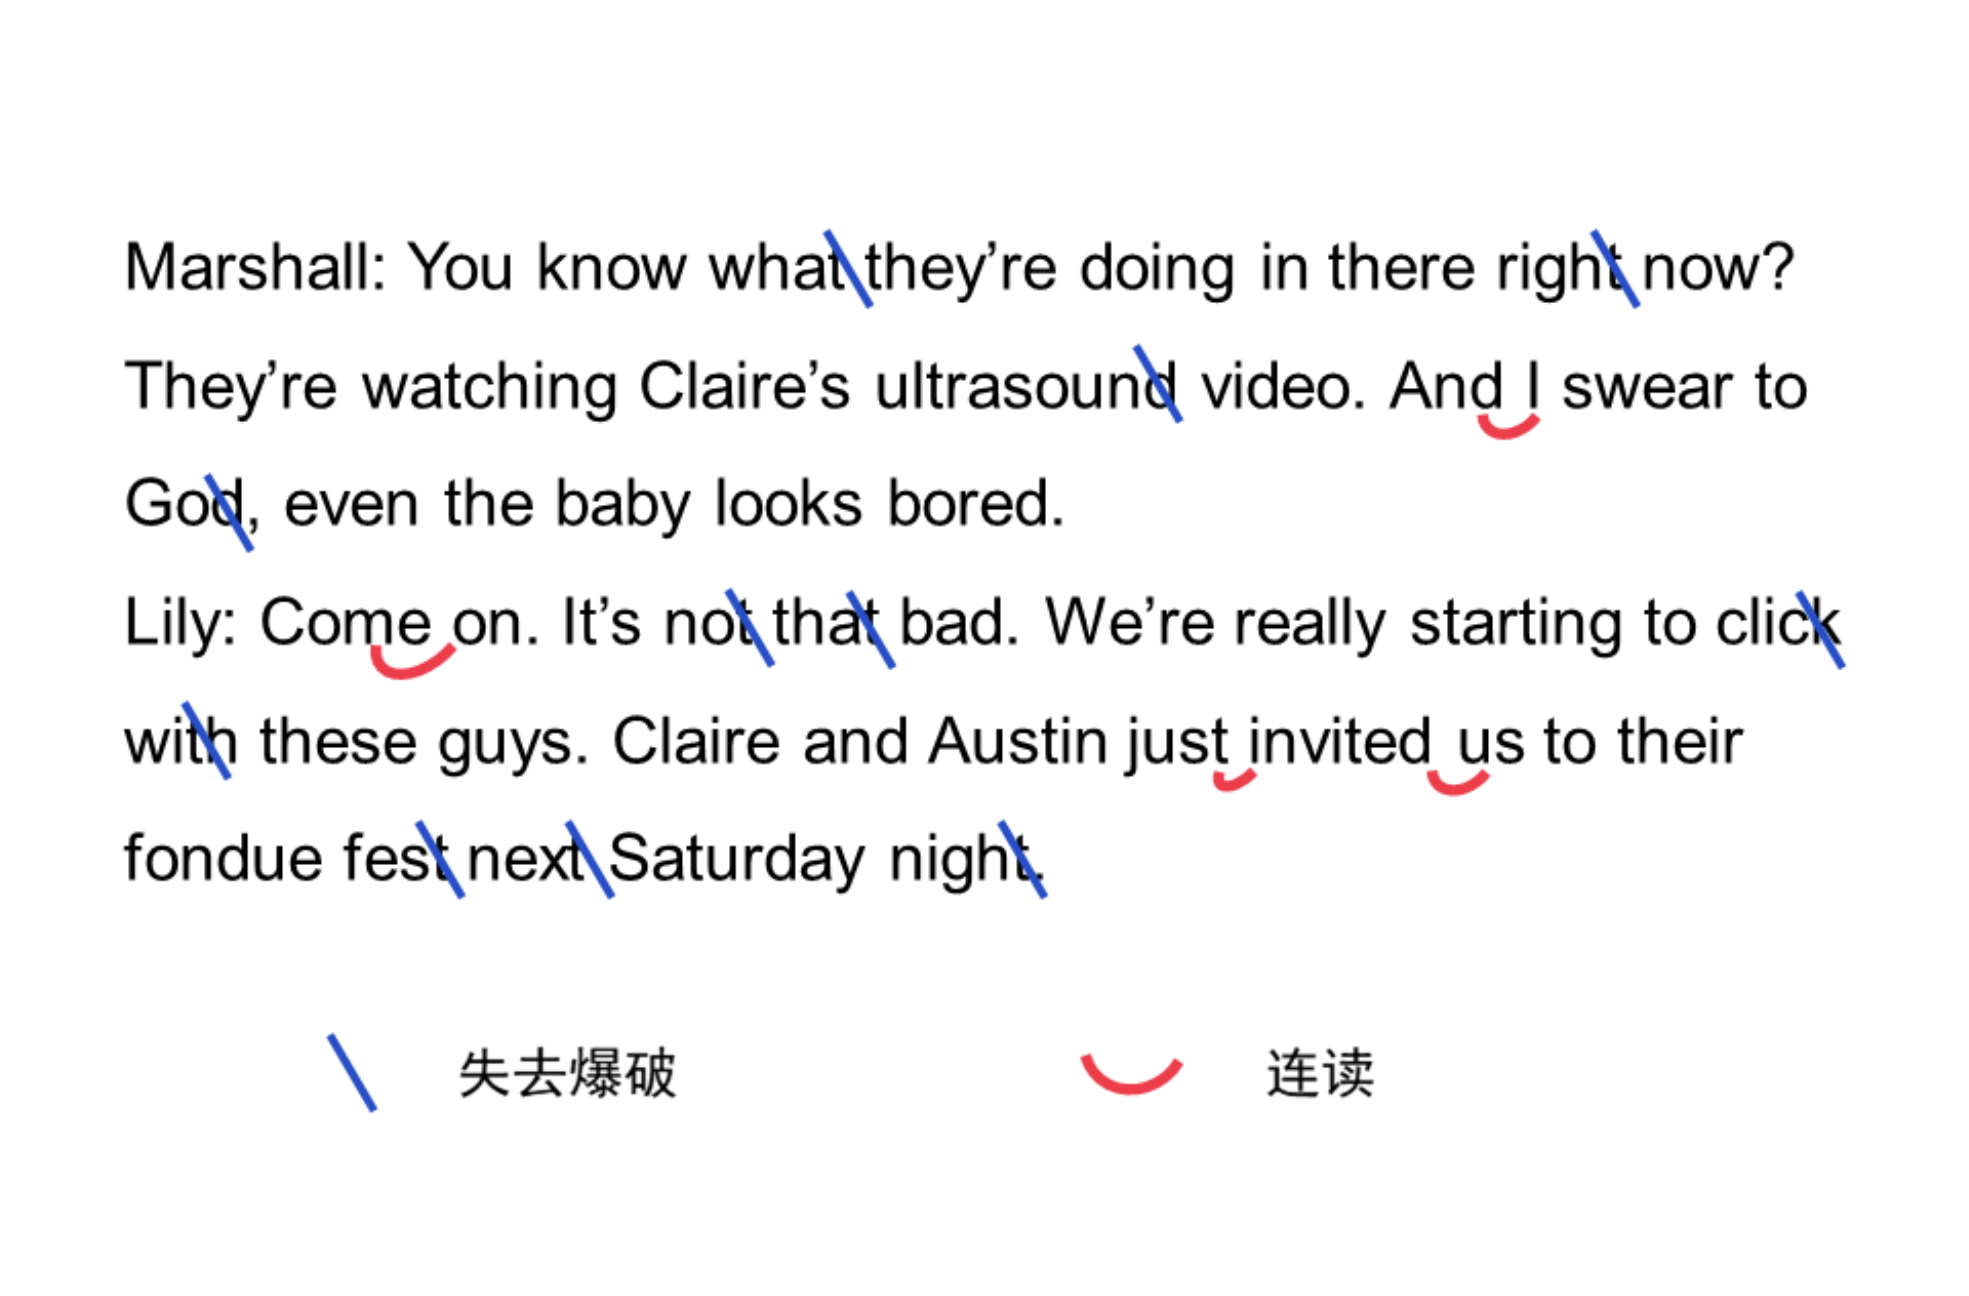 Marshall: You know what they’re doing in there right now?
They’re watching Claire’s ultrasound video. And I swear to
God, even the baby looks bored.
Lily: Come on. It’s not that bad. We’re really starting to click
with these guys. Claire and Austin just invited us to their
fondue fest next Saturday night.
失去爆破 连读